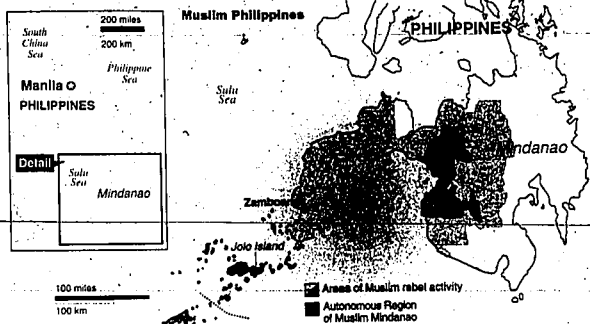 200 miles
200 km
South
China
Sea
Philippine
Sea
Manila
PHILIPPINES
Detail
Sulu
Sea
Mindanao
Muslim Philippines
PHILIPPINES
Sulu
Sea
Mindanao
Jolo Island
100 miles
100 km
Areas of Muslim rebel activity
Autonomous Region
of Muslim Mindanao